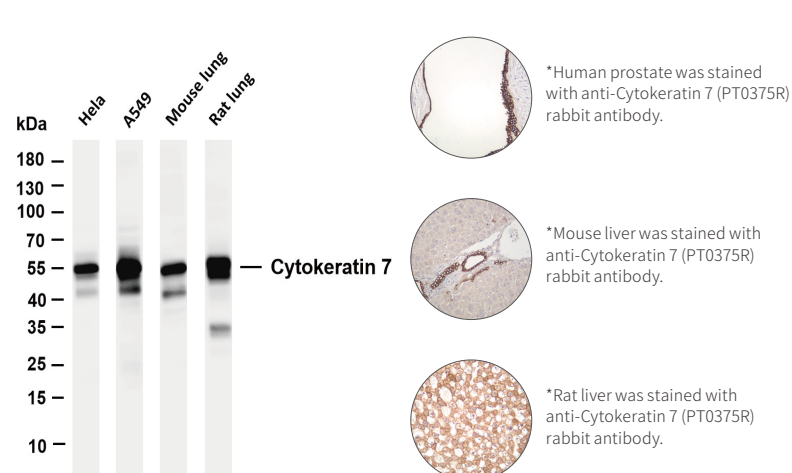 kDa
Hela
A549
Mouse lung
Rat lung
180
130
100
70
55
40
35
25
15
10
Cytokeratin 7
*Human prostate was stained
with anti-Cytokeratin 7 (PT0375R)
rabbit antibody.
*Mouse liver was stained with
anti-Cytokeratin 7 (PT0375R)
rabbit antibody.
*Rat liver was stained with
anti-Cytokeratin 7 (PT0375R)
rabbit antibody.